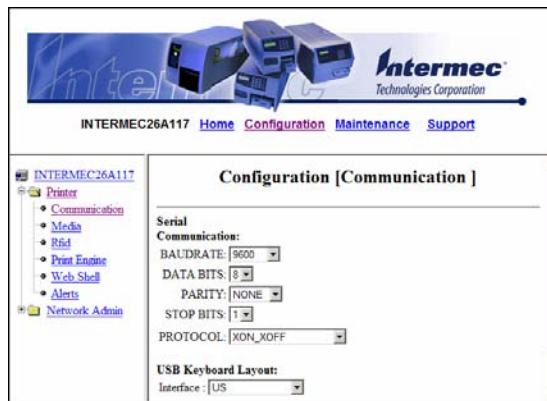 Intermec
Intermec®
Technologies Corporation
INTERMEC26A117 Home Configuration Maintenance Support
INTERMEC26A117
Printer
Communication
Media
Rfid
Print Engine
Web Shell
Alerts
Network Admin
Configuration [Communication ]
Serial
Communication:
BAUDRATE: 9600
DATA BITS: 8
PARITY: NONE
STOP BITS: 1
PROTOCOL: XON_XOFF
USB Keyboard Layout:
Interface : US